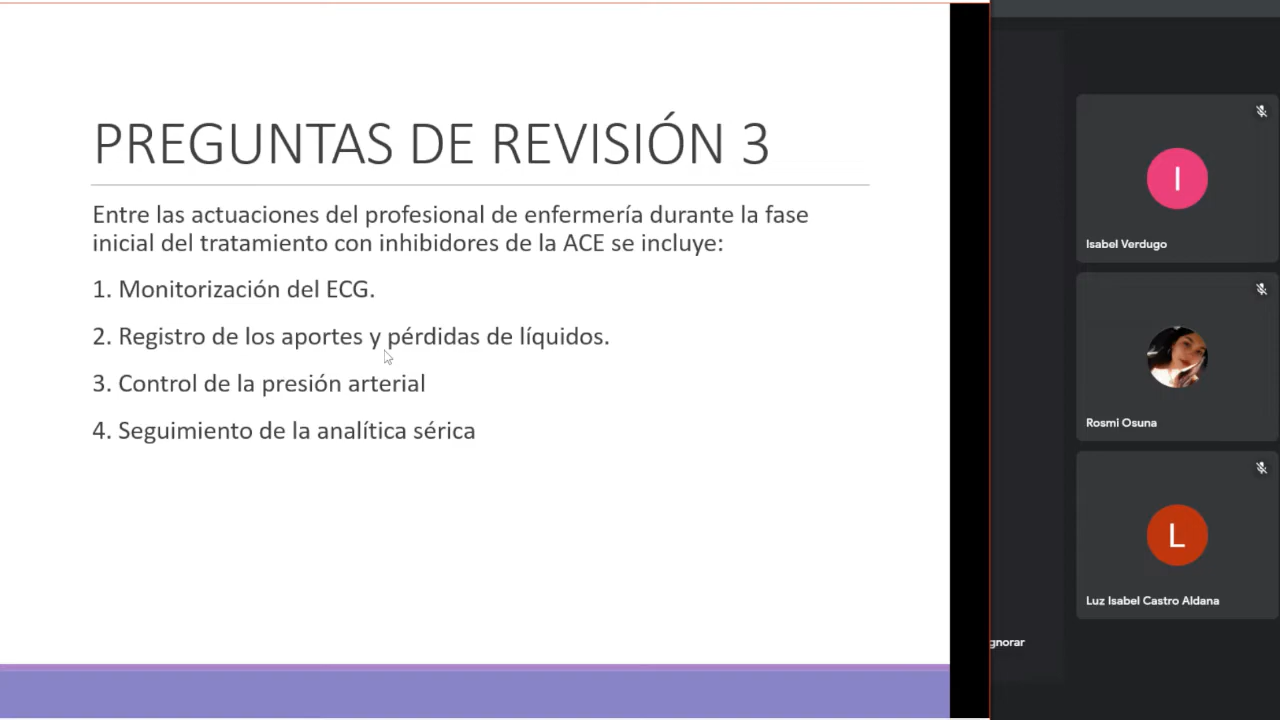 PREGUNTAS DE REVISIÓN 3
Entre las actuaciones del profesional de enfermería durante la fase
inicial del tratamiento con inhibidores de la ACE se incluye:
1. Monitorización del ECG.
2. Registro de los aportes y pérdidas de líquidos.
3. Control de la presión arterial
4. Seguimiento de la analítica sérica
I
Isabel Verdugo
Rosmi Osuna
L
Luz Isabel Castro Aldana
gnorar